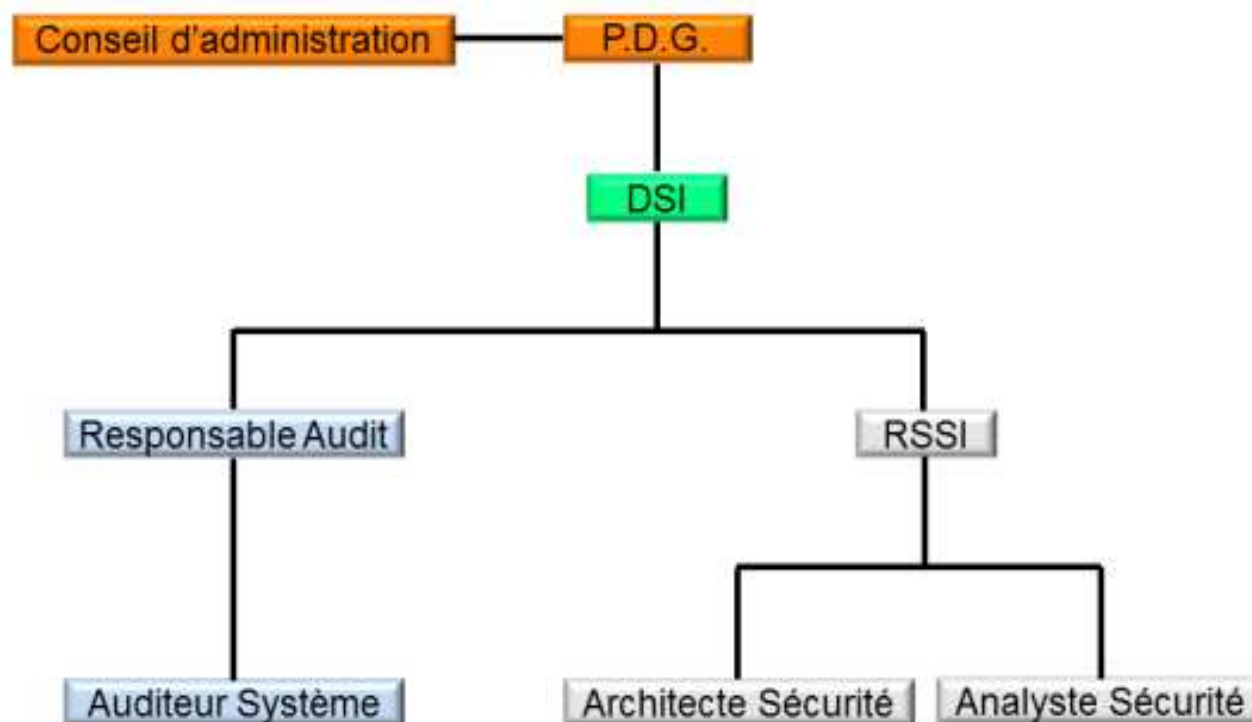 Conseil d'administration
P.D.G.
DSI
Responsable Audit
RSSI
Auditeur Système
Architecte Sécurité
Analyste Sécurité